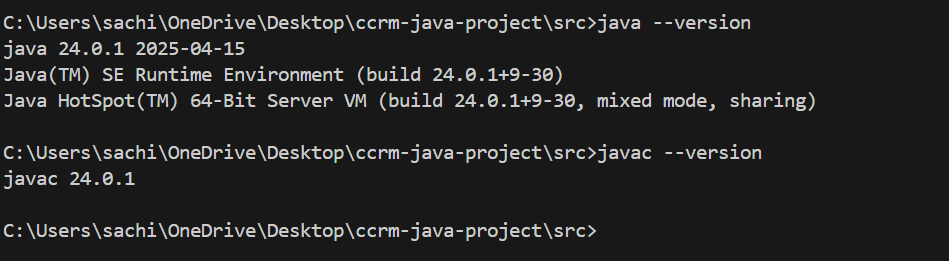 C:\Users\sachi\OneDrive\Desktop\ccrm-java-project\src>java --version
java 24.0.1 2025-04-15
Java(TM) SE Runtime Environment (build 24.0.1+9-30)
Java HotSpot(TM) 64-Bit Server VM (build 24.0.1+9-30, mixed mode, sharing)
C:\Users\sachi\OneDrive\Desktop\ccrm-java-project\src>javac --version
javac 24.0.1
C:\Users\sachi\OneDrive\Desktop\ccrm-java-project\src>